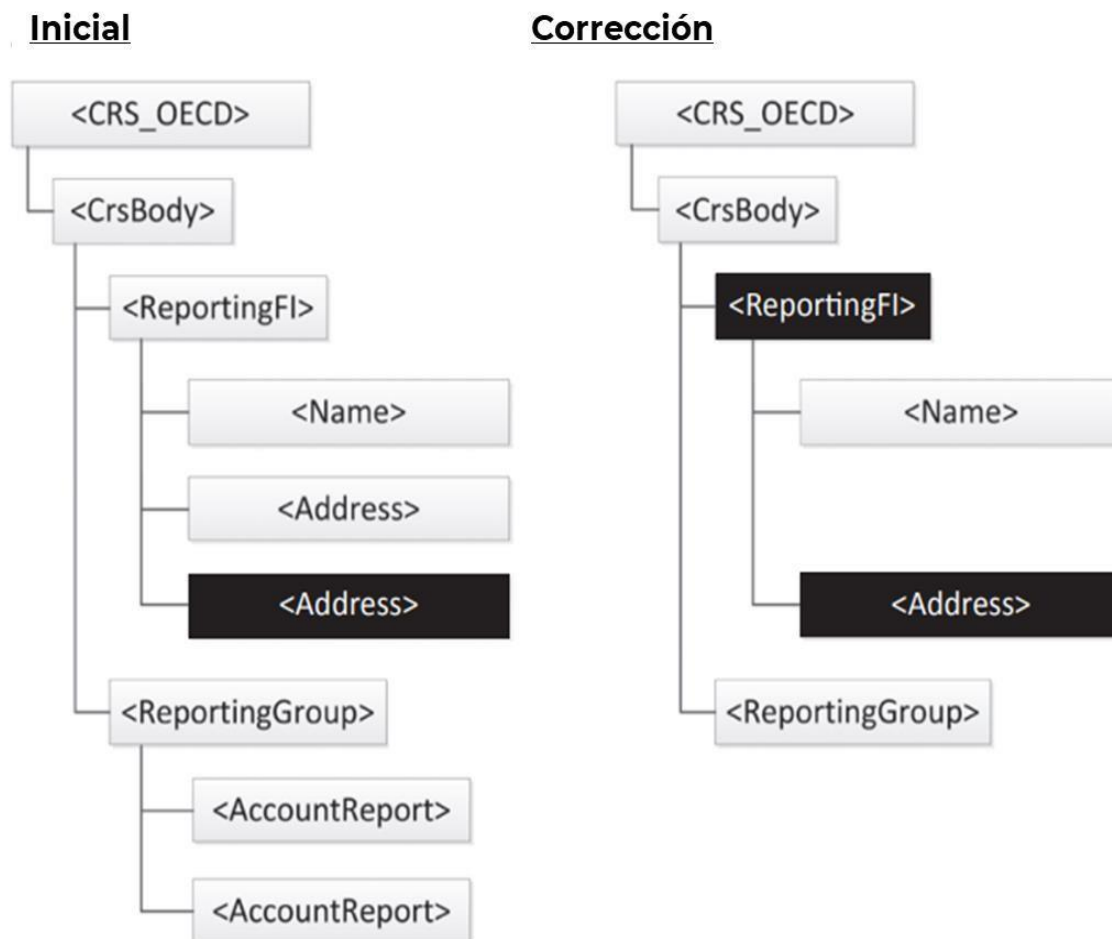 Inicial
<CRS_OECD>
<CrsBody>
<ReportingFI>
<Name>
<Address>
<Address>
<ReportingGroup>
<AccountReport>
<AccountReport>
Corrección
<CRS_OECD>
<CrsBody>
<ReportingFI>
<Name>
<Address>
<ReportingGroup>